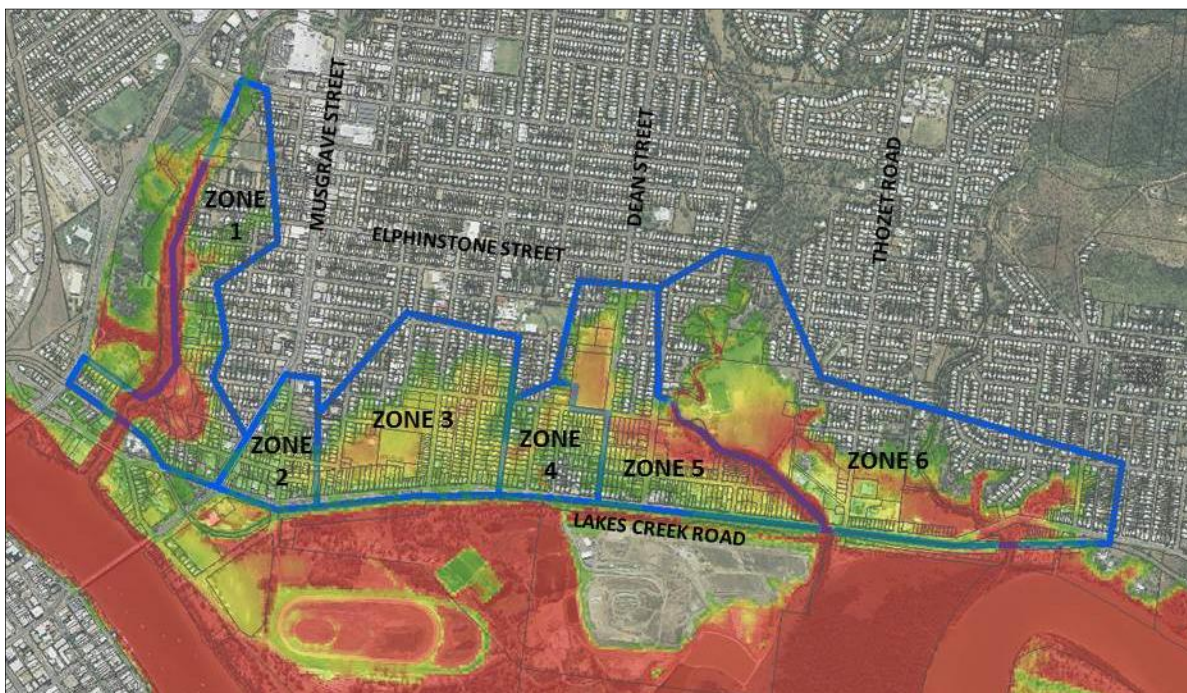 MUSGRAVE STREET
DEAN STREET
THOZET ROAD
ZONE
1
ELPHINSTONE STREET
ZONE
2
ZONE 3
ZONE
4
ZONE 5
ZONE 6
LAKES CREEK ROAD